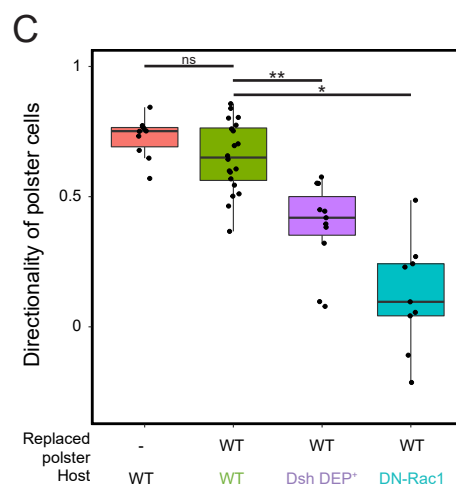 C
ns
**
*
1
0.5
0
Directionality of polster cells
Replaced polster - WT WT WT
Host WT WT Dsh DEP⁺ DN-Rac1